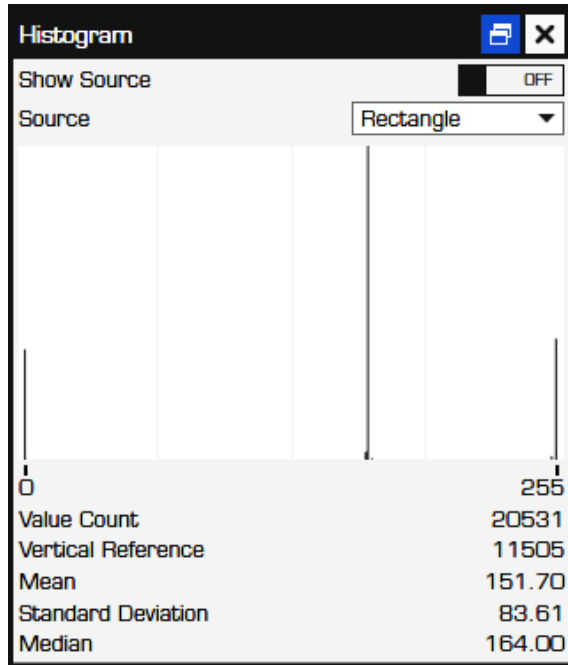 Histogram
Show Source OFF
Source Rectangle
0 255
Value Count 20531
Vertical Reference 11505
Mean 151.70
Standard Deviation 83.61
Median 164.00